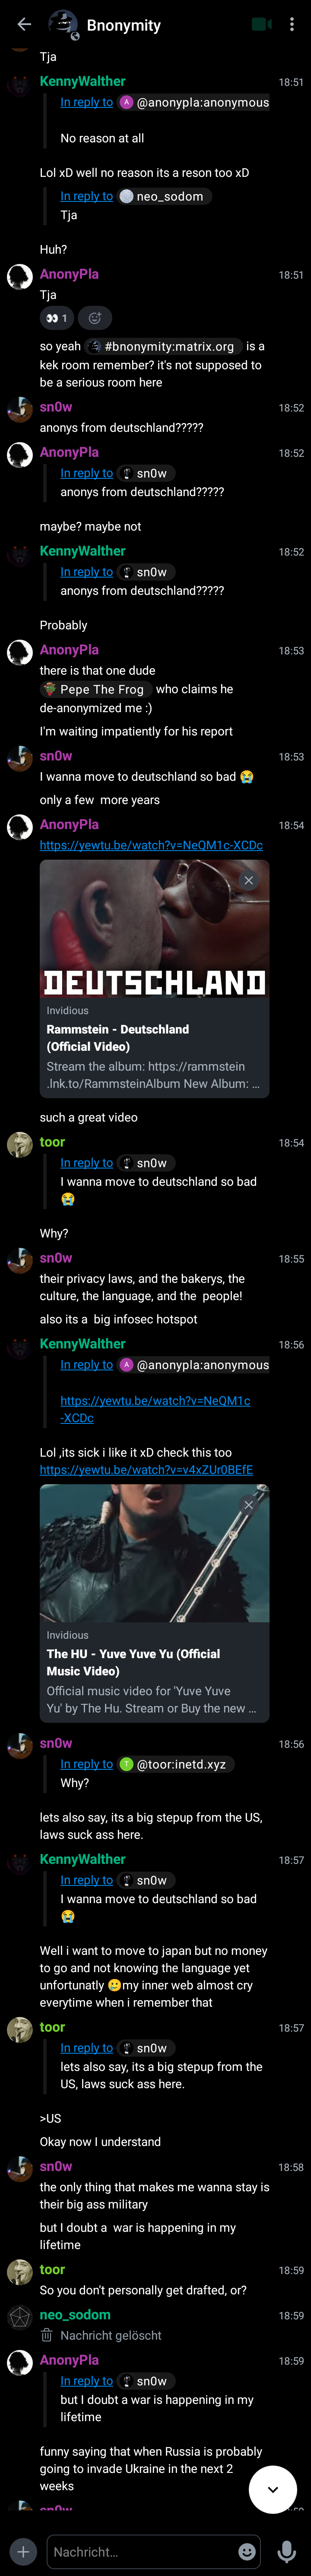 Bnonymity
Tja
KennyWalther 18:51
In reply to @anonypla:anonymous
No reason at all
Lol xD well no reason its a reson too xD
In reply to neo_sodom
Tja
Huh?
AnonyPla 18:51
Tja
👀 1
so yeah #bnonymity:matrix.org is a
kek room remember? it's not supposed to
be a serious room here
sn0w 18:52
anonys from deutschland?????
AnonyPla 18:52
In reply to sn0w
anonys from deutschland?????
maybe? maybe not
KennyWalther 18:52
In reply to sn0w
anonys from deutschland?????
Probably
AnonyPla 18:53
there is that one dude
Pepe The Frog who claims he
de-anonymized me :)
I'm waiting impatiently for his report
sn0w 18:53
I wanna move to deutschland so bad 😭
only a few more years
AnonyPla 18:54
https://yewtu.be/watch?v=NeQM1c-XCDc
DEUTSCHLAND
Invidious
Rammstein - Deutschland
(Official Video)
Stream the album: https://rammstein
.lnk.to/RammsteinAlbum New Album: ...
such a great video
toor 18:54
In reply to sn0w
I wanna move to deutschland so bad
😭
Why?
sn0w 18:55
their privacy laws, and the bakerys, the
culture, the language, and the people!
also its a big infosec hotspot
KennyWalther 18:56
In reply to @anonypla:anonymous
https://yewtu.be/watch?v=NeQM1c
-XCDc
Lol ,its sick i like it xD check this too
https://yewtu.be/watch?v=v4xZUr0BEfE
Invidious
The HU - Yuve Yuve Yu (Official
Music Video)
Official music video for 'Yuve Yuve
Yu' by The Hu. Stream or Buy the new ...
sn0w 18:56
In reply to T @toor:inetd.xyz
Why?
lets also say, its a big stepup from the US,
laws suck ass here.
KennyWalther 18:57
In reply to sn0w
I wanna move to deutschland so bad
😭
Well i want to move to japan but no money
to go and not knowing the language yet
unfortunatly 🥲my inner web almost cry
everytime when i remember that
toor 18:57
In reply to sn0w
lets also say, its a big stepup from the
US, laws suck ass here.
>US
Okay now I understand
sn0w 18:58
the only thing that makes me wanna stay is
their big ass military
but I doubt a war is happening in my
lifetime
toor 18:59
So you don't personally get drafted, or?
neo_sodom 18:59
Nachricht gelöscht
AnonyPla 18:59
In reply to sn0w
but I doubt a war is happening in my
lifetime
funny saying that when Russia is probably
going to invade Ukraine in the next 2
weeks
sn0w
Nachricht...